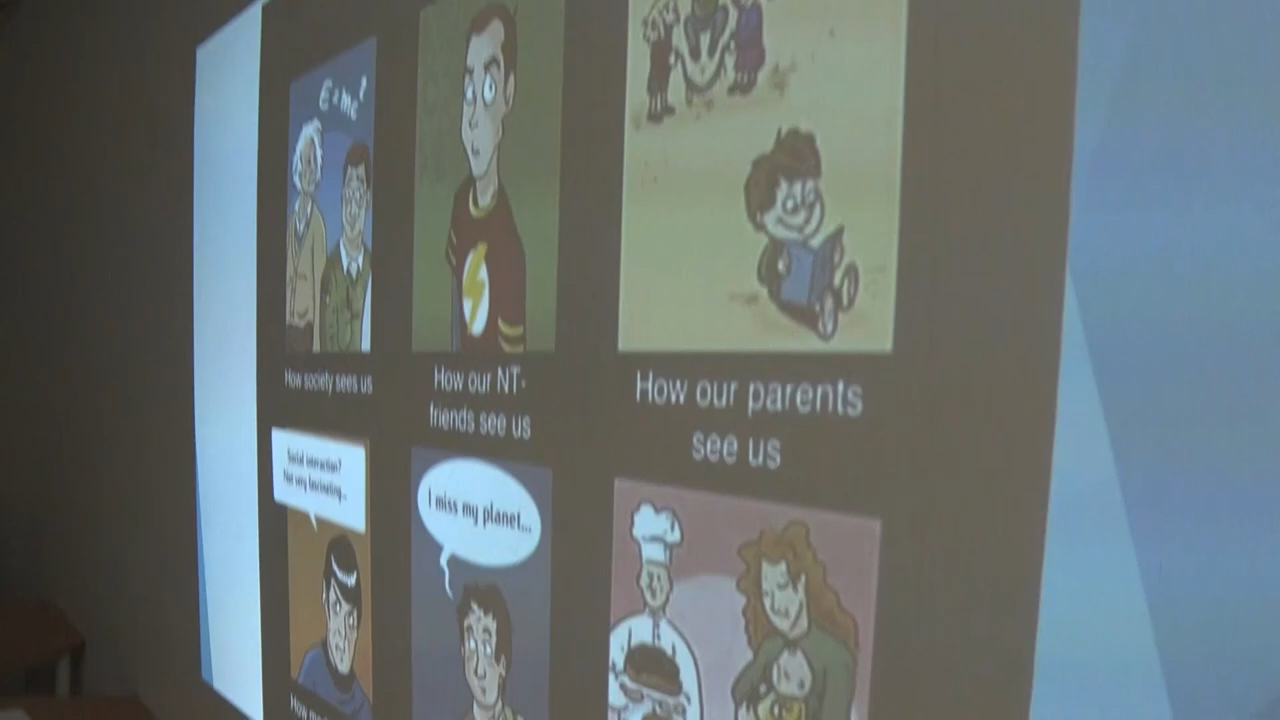 E=mc²
How society sees us
How our NT-
friends see us
How our parents
see us
Social interaction?
Not very fascinating...
I miss my planet...
How